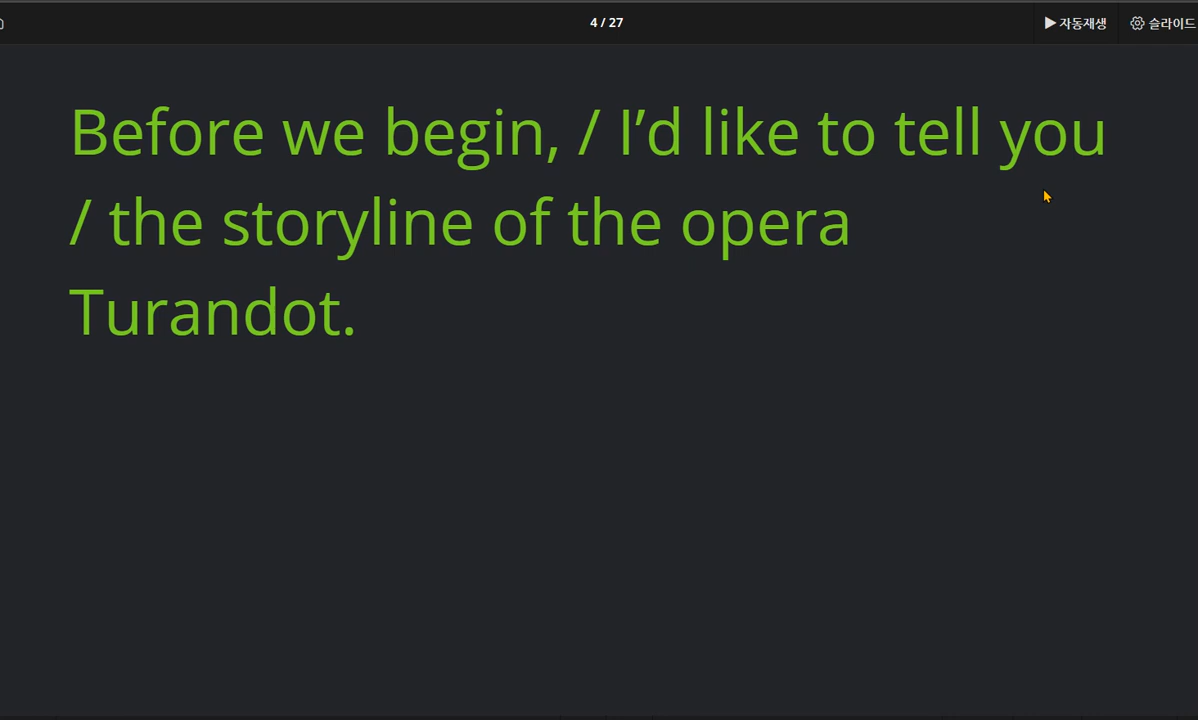 4 / 27
▶ 자동재생
슬라이드
Before we begin, / I’d like to tell you
/ the storyline of the opera
Turandot.